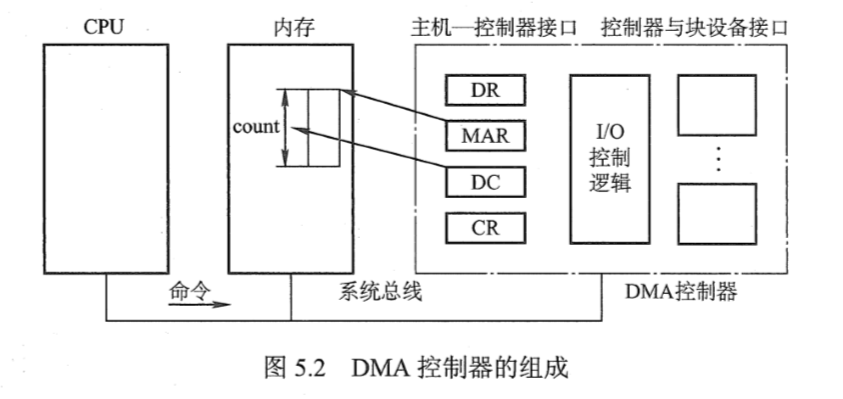 CPU
内存
主机—控制器接口
控制器与块设备接口
count
DR
MAR
DC
CR
I/O
控制
逻辑
⋮
命令
系统总线
DMA控制器
图 5.2 DMA 控制器的组成